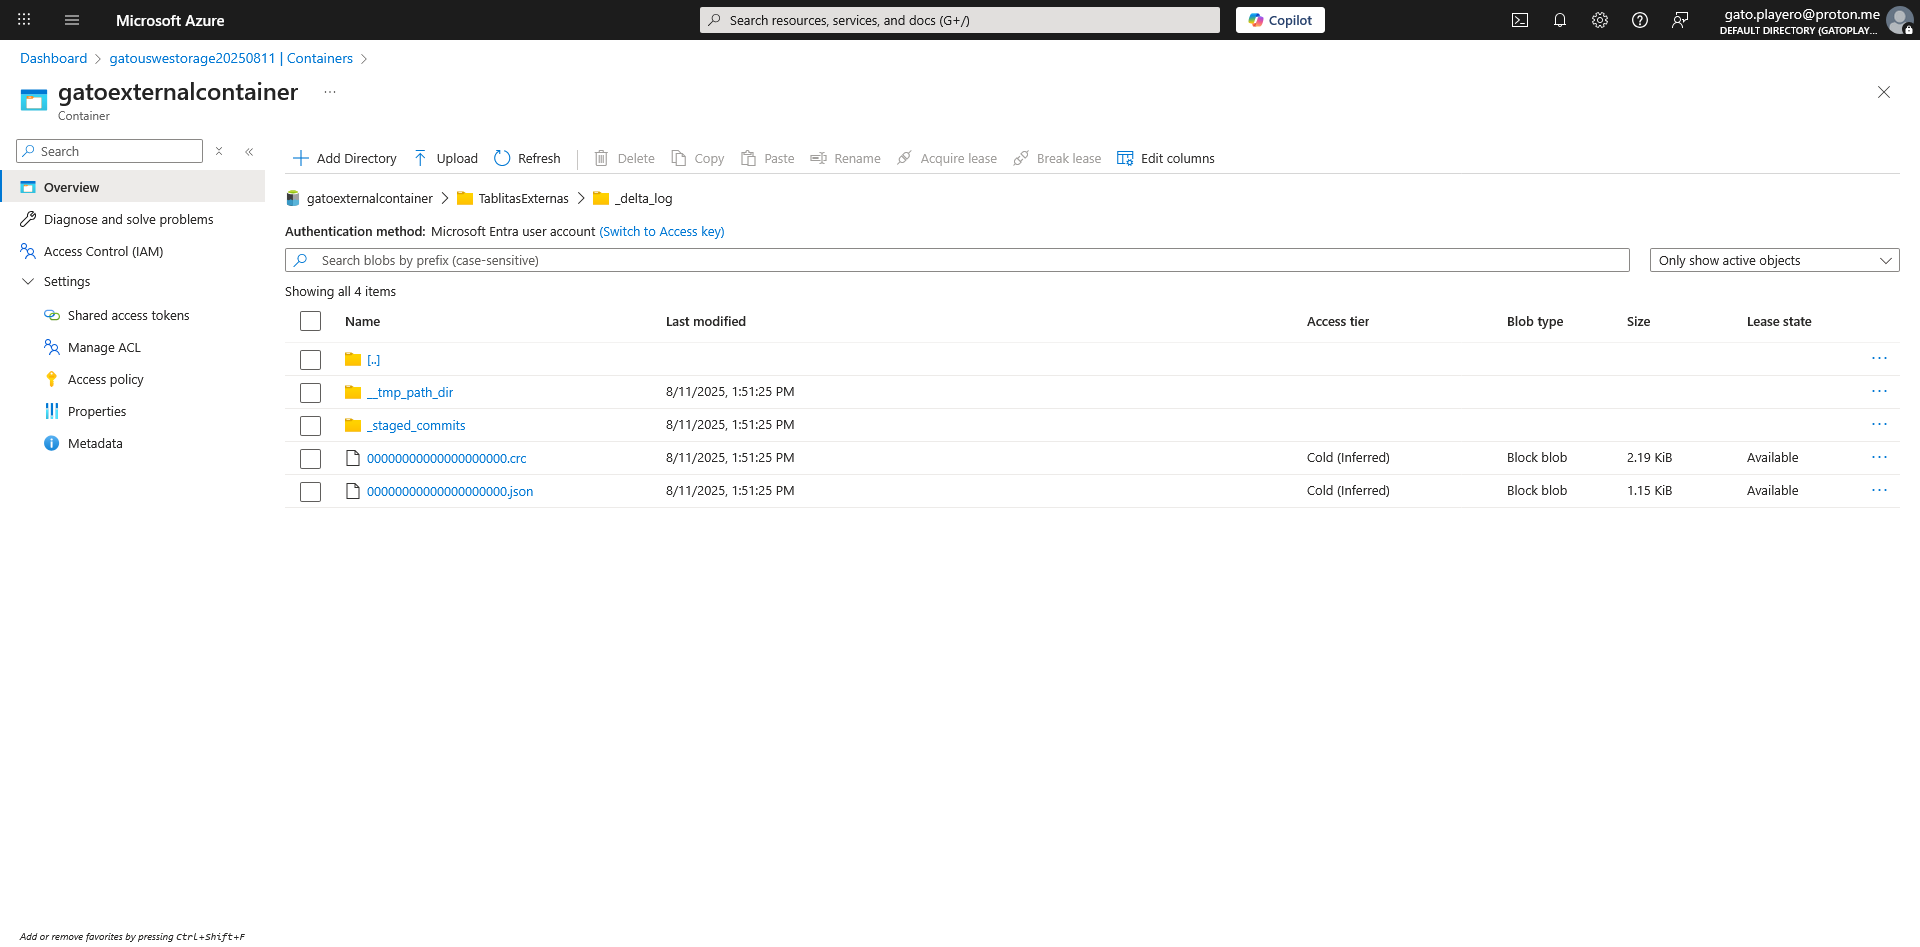 Microsoft Azure
Search resources, services, and docs (G+/)
Copilot
gato.playero@proton.me
DEFAULT DIRECTORY (GATOPLAY...
Dashboard > gatouswestorage20250811 | Containers >
gatoexternalcontainer ...
Container
Search
Overview
Diagnose and solve problems
Access Control (IAM)
Settings
Shared access tokens
Manage ACL
Access policy
Properties
Metadata
Add Directory Upload Refresh Delete Copy Paste Rename Acquire lease Break lease Edit columns
gatoexternalcontainer > TablitasExternas > _delta_log
Authentication method: Microsoft Entra user account (Switch to Access key)
Search blobs by prefix (case-sensitive)
Only show active objects
Showing all 4 items
Name Last modified Access tier Blob type Size Lease state
[..] ...
__tmp_path_dir 8/11/2025, 1:51:25 PM ...
_staged_commits 8/11/2025, 1:51:25 PM ...
00000000000000000000.crc 8/11/2025, 1:51:25 PM Cold (Inferred) Block blob 2.19 KiB Available ...
00000000000000000000.json 8/11/2025, 1:51:25 PM Cold (Inferred) Block blob 1.15 KiB Available ...
Add or remove favorites by pressing Ctrl+Shift+F